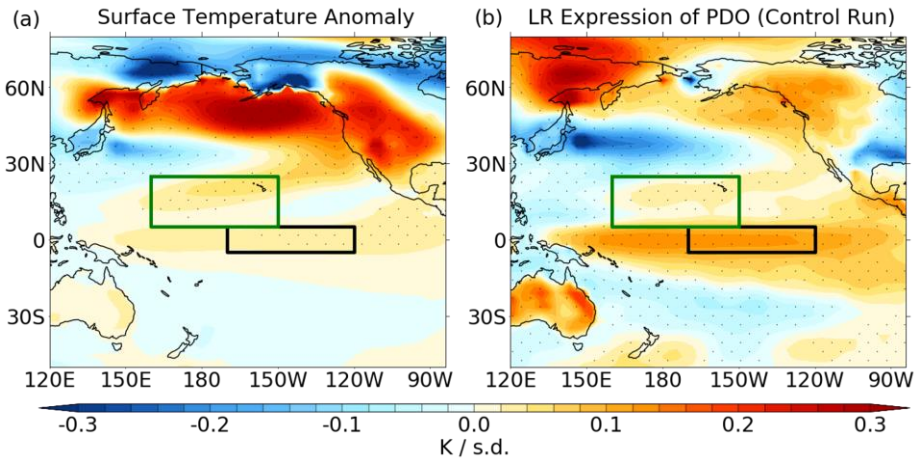 (a) Surface Temperature Anomaly
(b) LR Expression of PDO (Control Run)
60N
60N
30N
30N
0
0
30S
30S
120E 150E 180 150W 120W 90W
120E 150E 180 150W 120W 90W
-0.3 -0.2 -0.1 0.0 0.1 0.2 0.3
K / s.d.